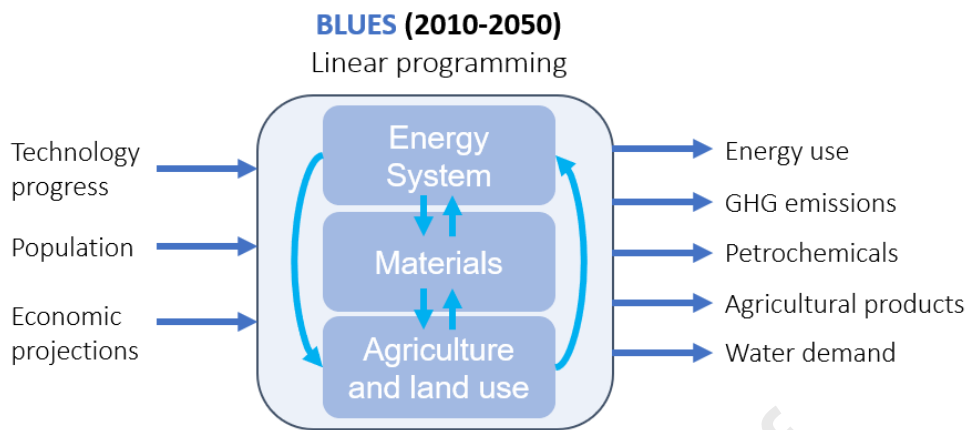 BLUES (2010-2050)
Linear programming
Technology
progress
Population
Economic
projections
Energy
System
Materials
Agriculture
and land use
Energy use
GHG emissions
Petrochemicals
Agricultural products
Water demand